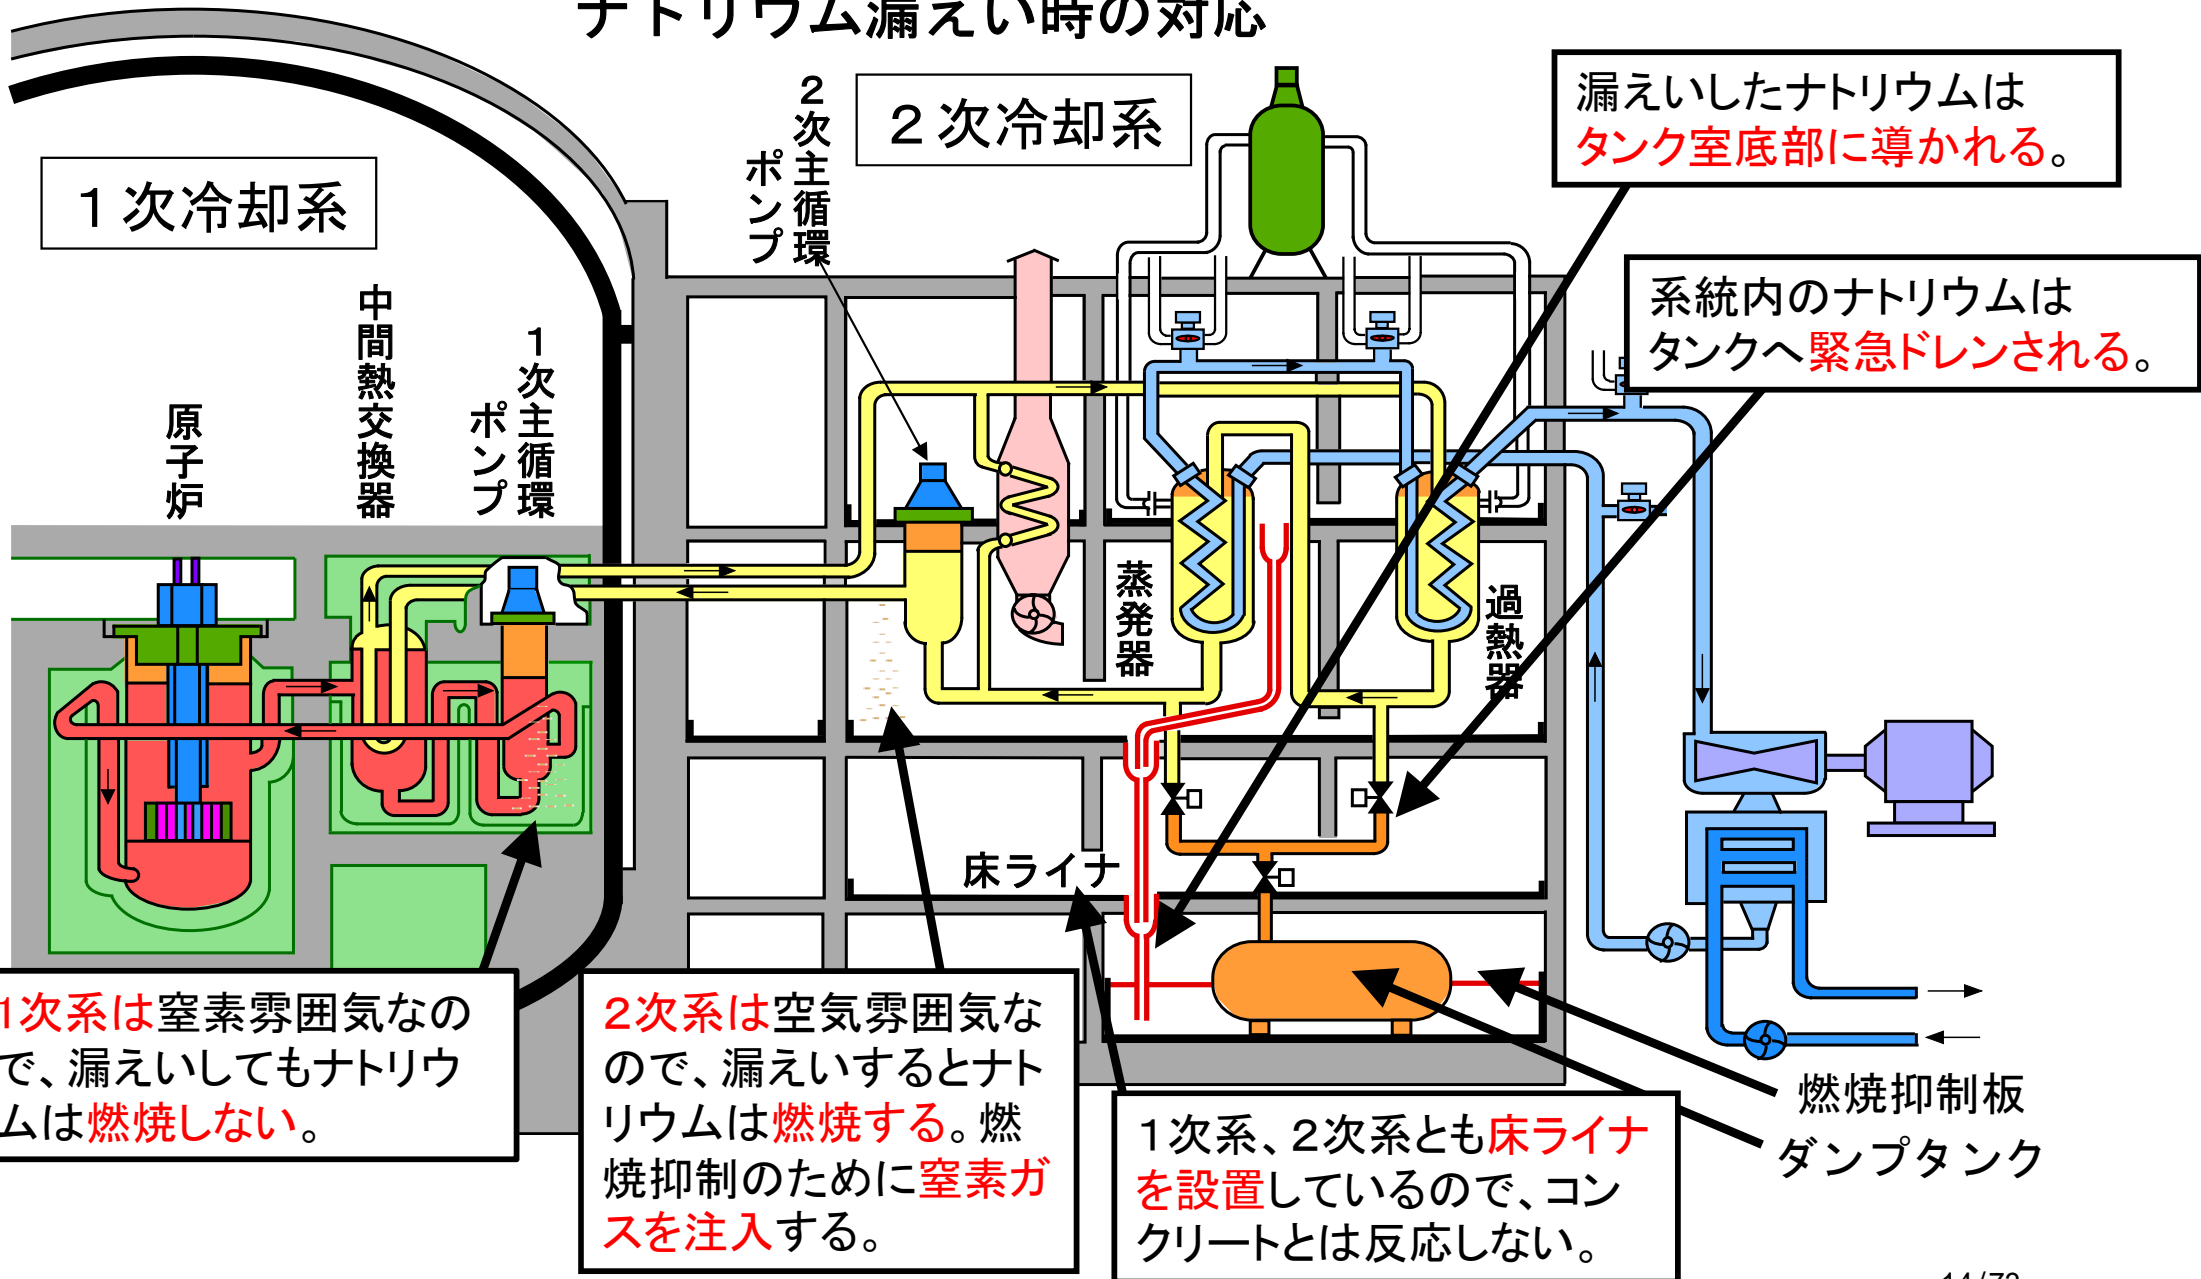 ナトリウム漏えい時の対応
１次冷却系
２次冷却系
２次主循環
ポンプ
漏えいしたナトリウムは
タンク室底部に導かれる。
系統内のナトリウムは
タンクへ緊急ドレンされる。
原子炉
中間熱交換器
１次主循環
ポンプ
蒸発器
過熱器
床ライナ
1次系は窒素雰囲気なの
で、漏えいしてもナトリウ
ムは燃焼しない。
２次系は空気雰囲気な
ので、漏えいするとナト
リウムは燃焼する。燃
焼抑制のために窒素ガ
スを注入する。
１次系、２次系とも床ライナ
を設置しているので、コン
クリートとは反応しない。
燃焼抑制板
ダンプタンク